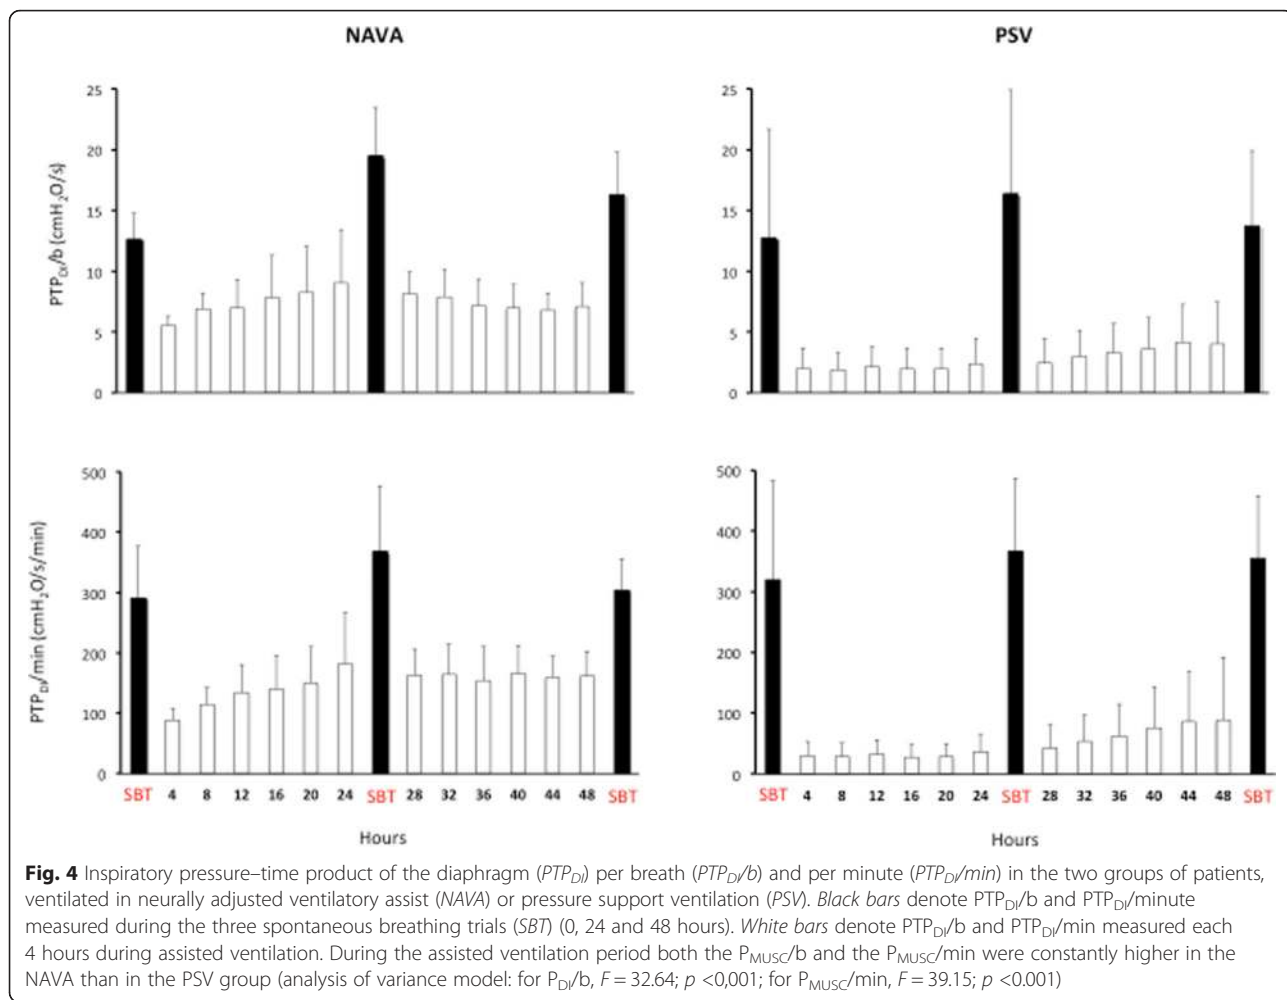 NAVA
PSV
25
20
15
10
5
0
PTP_DI/b (cmH₂O/s)
25
20
15
10
5
0
500
400
300
200
100
0
PTP_DI/min (cmH₂O/s/min)
SBT 4 8 12 16 20 24 SBT 28 32 36 40 44 48 SBT
Hours
500
400
300
200
100
0
SBT 4 8 12 16 20 24 SBT 28 32 36 40 44 48 SBT
Hours
Fig. 4 Inspiratory pressure–time product of the diaphragm (PTP_DI) per breath (PTP_DI/b) and per minute (PTP_DI/min) in the two groups of patients,
ventilated in neurally adjusted ventilatory assist (NAVA) or pressure support ventilation (PSV). Black bars denote PTP_DI/b and PTP_DI/minute
measured during the three spontaneous breathing trials (SBT) (0, 24 and 48 hours). White bars denote PTP_DI/b and PTP_DI/min measured each
4 hours during assisted ventilation. During the assisted ventilation period both the P_MUSC/b and the P_MUSC/min were constantly higher in the
NAVA than in the PSV group (analysis of variance model: for P_DI/b, F = 32.64; p <0,001; for P_MUSC/min, F = 39.15; p <0.001)